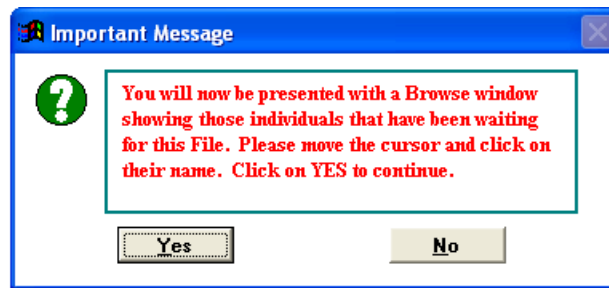 Important Message
You will now be presented with a Browse window
showing those individuals that have been waiting
for this File. Please move the cursor and click on
their name. Click on YES to continue.
Yes
No